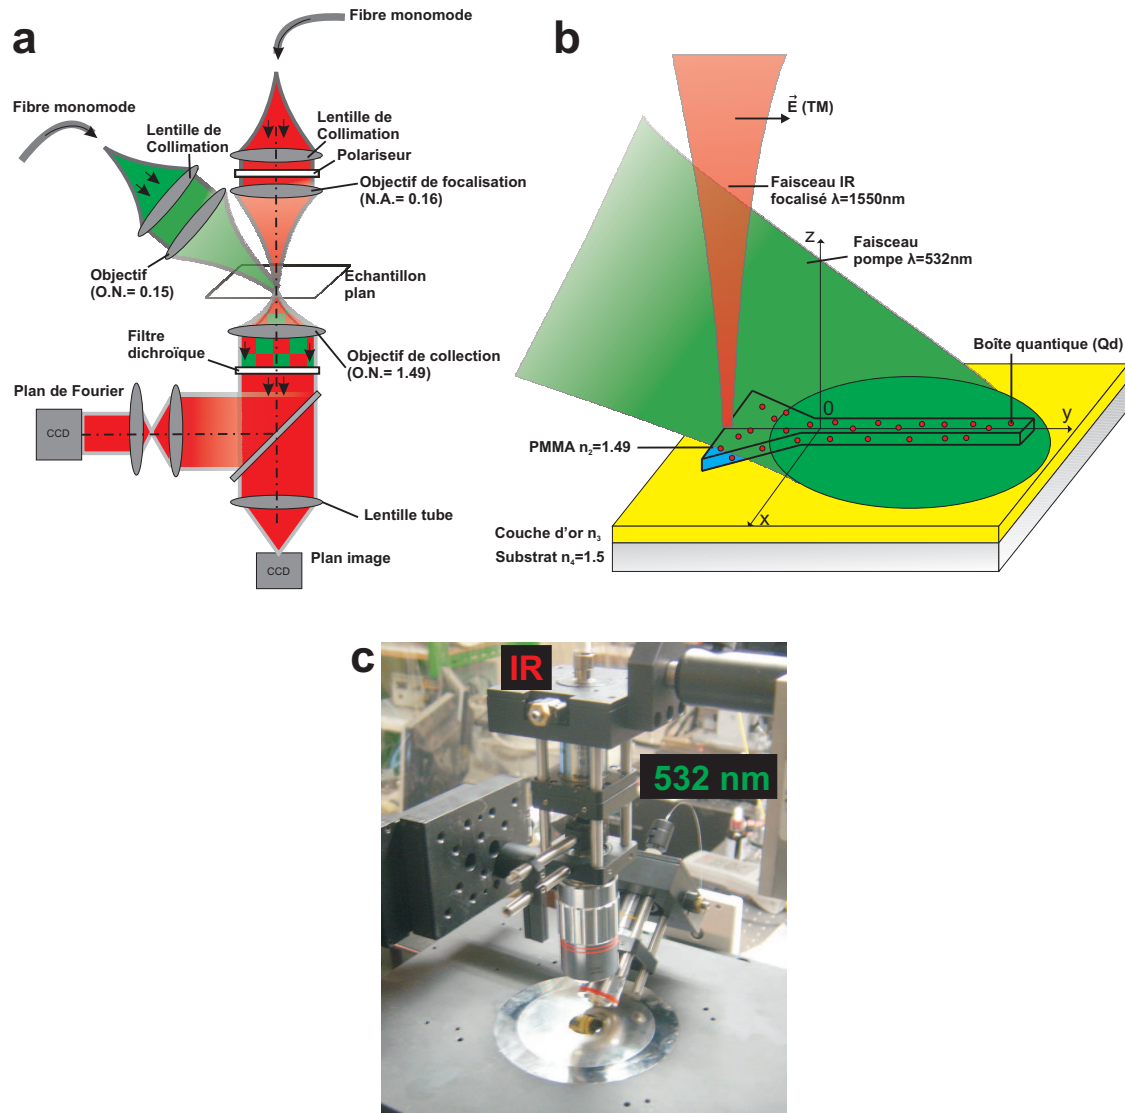 a
Fibre monomode
Fibre monomode
Lentille de
Collimation
Lentille de
Collimation
Polariseur
Objectif de focalisation
(N.A.= 0.16)
Objectif
(O.N.= 0.15)
Echantillon
plan
Filtre
dichroïque
Objectif de collection
(O.N.= 1.49)
Plan de Fourier
CCD
Lentille tube
Plan image
CCD
b
E (TM)
Faisceau IR
focalisé λ=1550nm
z
Faisceau
pompe λ=532nm
Boîte quantique (Qd)
0
y
PMMA n₂=1.49
x
Couche d'or n₃
Substrat n₄=1.5
c
IR
532 nm